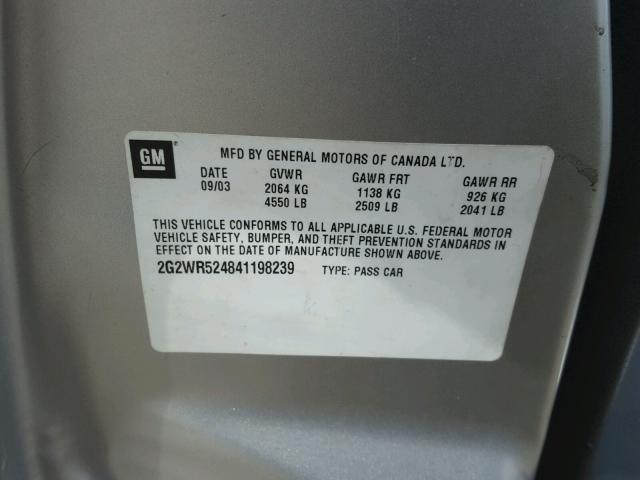 GM
MFD BY GENERAL MOTORS OF CANADA LTD.
DATE GVWR GAWR FRT GAWR RR
09/03 2064 KG 1138 KG 926 KG
4550 LB 2509 LB 2041 LB
THIS VEHICLE CONFORMS TO ALL APPLICABLE U.S. FEDERAL MOTOR
VEHICLE SAFETY, BUMPER, AND THEFT PREVENTION STANDARDS IN
EFFECT ON THE DATE OF MANUFACTURE SHOWN ABOVE.
2G2WR524841198239 TYPE: PASS CAR